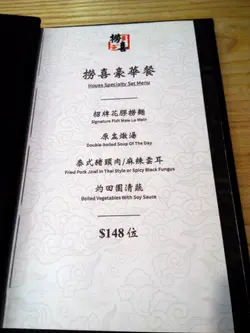 撈喜
撈喜豪華餐
House Specialty Set Menu
招牌花膠撈麵
Signature Fish Maw Lo Mein
原盅燉湯
Double-boiled Soup Of The Day
泰式豬頸肉/麻辣雲耳
Fried Pork Jowl in Thai Style or Spicy Black Fungus
灼田園清蔬
Boiled Vegetables With Soy Sauce
$148 位